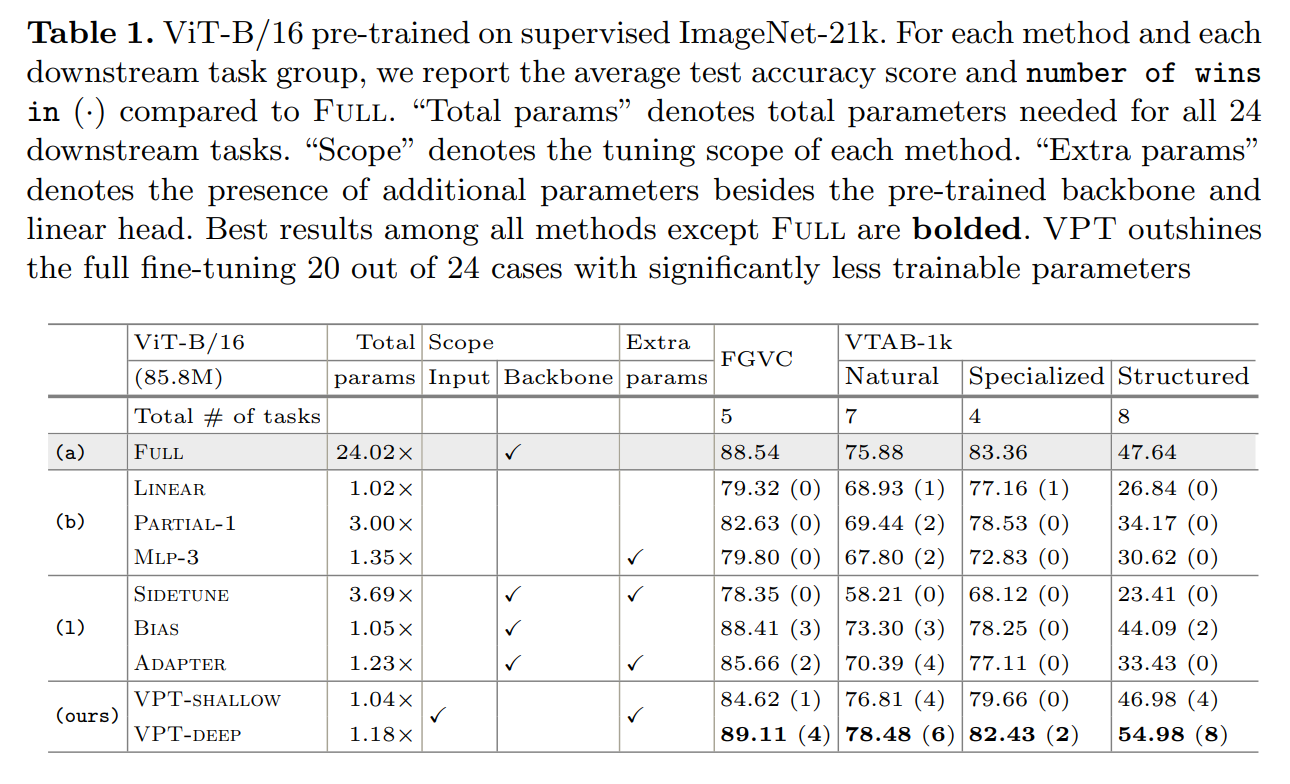 Table 1. ViT-B/16 pre-trained on supervised ImageNet-21k. For each method and each
downstream task group, we report the average test accuracy score and number of wins
in (·) compared to FULL. “Total params” denotes total parameters needed for all 24
downstream tasks. “Scope” denotes the tuning scope of each method. “Extra params”
denotes the presence of additional parameters besides the pre-trained backbone and
linear head. Best results among all methods except FULL are bolded. VPT outshines
the full fine-tuning 20 out of 24 cases with significantly less trainable parameters
ViT-B/16 Total Scope Extra FGVC VTAB-1k
(85.8M) params Input Backbone params Natural Specialized Structured
Total # of tasks 5 7 4 8
(a) FULL 24.02× ✓ 88.54 75.88 83.36 47.64
LINEAR 1.02× 79.32 (0) 68.93 (1) 77.16 (1) 26.84 (0)
(b) PARTIAL-1 3.00× 82.63 (0) 69.44 (2) 78.53 (0) 34.17 (0)
MLP-3 1.35× ✓ 79.80 (0) 67.80 (2) 72.83 (0) 30.62 (0)
SIDETUNE 3.69× ✓ ✓ 78.35 (0) 58.21 (0) 68.12 (0) 23.41 (0)
(l) BIAS 1.05× ✓ 88.41 (3) 73.30 (3) 78.25 (0) 44.09 (2)
ADAPTER 1.23× ✓ ✓ 85.66 (2) 70.39 (4) 77.11 (0) 33.43 (0)
(ours) VPT-SHALLOW 1.04× ✓ ✓ 84.62 (1) 76.81 (4) 79.66 (0) 46.98 (4)
VPT-DEEP 1.18× 89.11 (4) 78.48 (6) 82.43 (2) 54.98 (8)